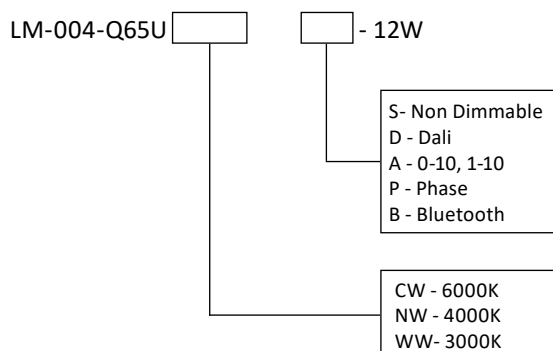 LM-004-Q65U - 12W
S- Non Dimmable
D - Dali
A - 0-10, 1-10
P - Phase
B - Bluetooth
CW - 6000K
NW - 4000K
WW- 3000K